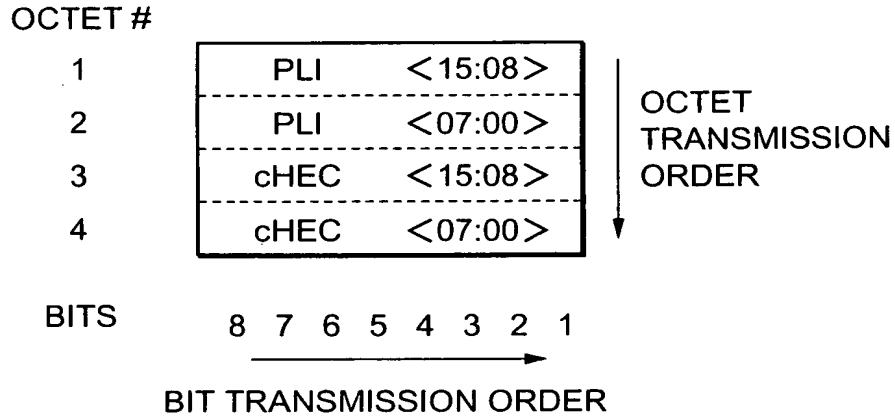 OCTET #
1 PLI <15:08>
2 PLI <07:00>
3 cHEC <15:08>
4 cHEC <07:00>
OCTET
TRANSMISSION
ORDER
BITS 8 7 6 5 4 3 2 1
BIT TRANSMISSION ORDER